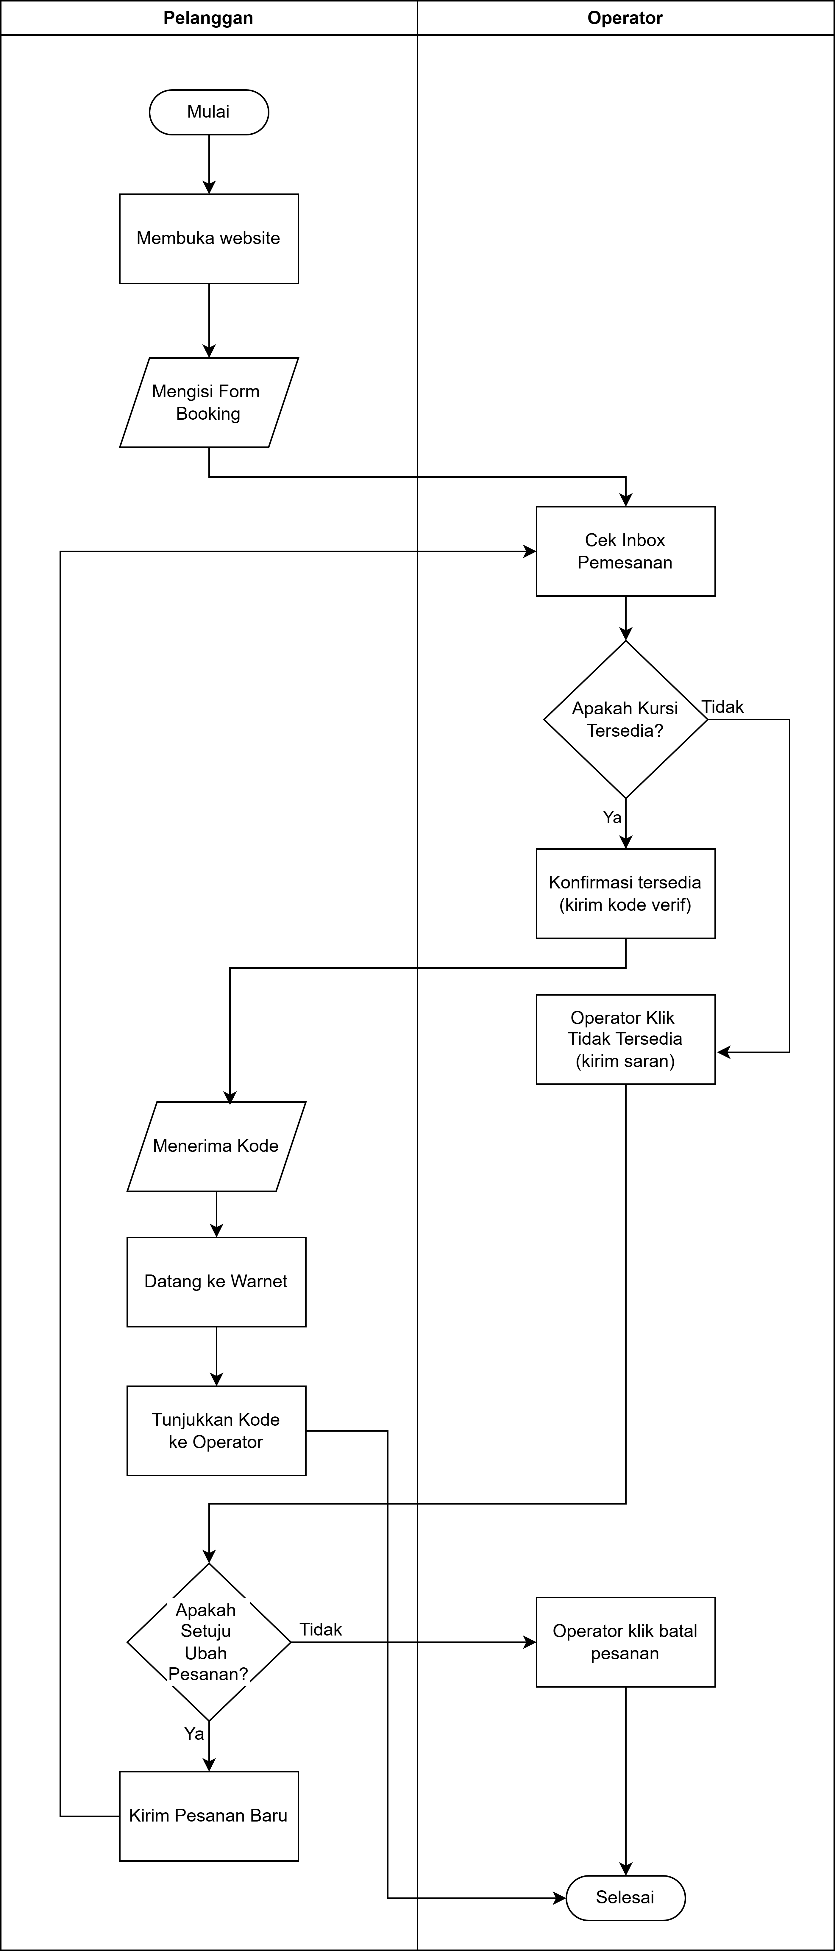 Pelanggan
Operator
Mulai
Membuka website
Mengisi Form
Booking
Cek Inbox
Pemesanan
Apakah Kursi
Tersedia?
Tidak
Ya
Konfirmasi tersedia
(kirim kode verif)
Operator Klik
Tidak Tersedia
(kirim saran)
Menerima Kode
Datang ke Warnet
Tunjukkan Kode
ke Operator
Apakah
Setuju
Ubah
Pesanan?
Tidak
Operator klik batal
pesanan
Ya
Kirim Pesanan Baru
Selesai